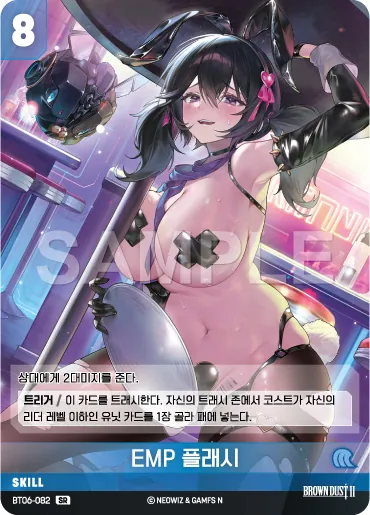 8
SAMPLE
상대에게 2대미지를 준다.
트리거 / 이 카드를 트래시한다. 자신의 트래시 존에서 코스트가 자신의
리더 레벨 이하인 유닛 카드를 1장 골라 패에 넣는다.
EMP 플래시
SKILL
BT06-082 SR
ⓒ NEOWIZ & GAMFS N
BROWN DUST II